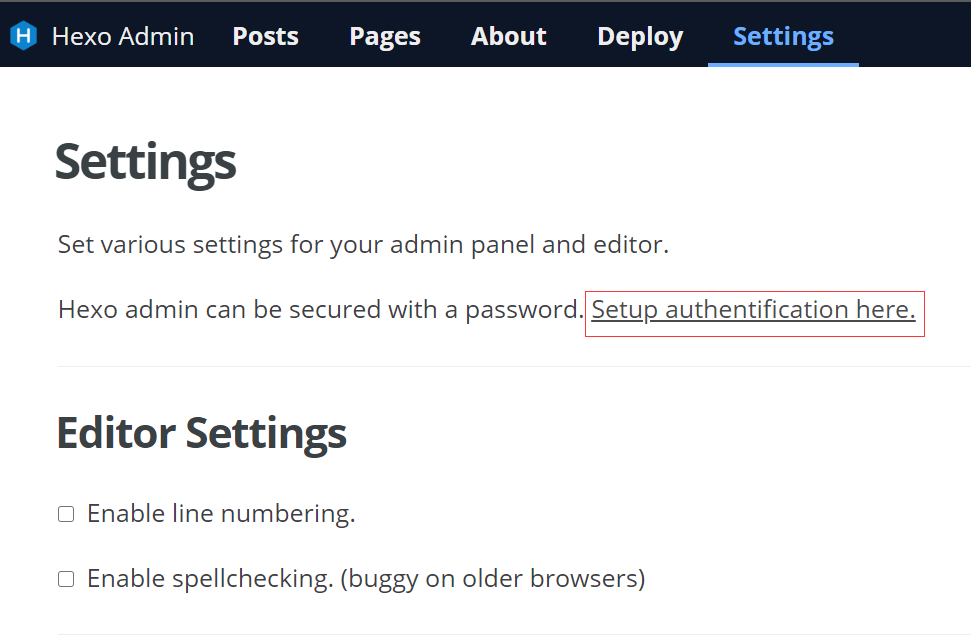 H Hexo Admin Posts Pages About Deploy Settings
Settings
Set various settings for your admin panel and editor.
Hexo admin can be secured with a password. Setup authentification here.
Editor Settings
Enable line numbering.
Enable spellchecking. (buggy on older browsers)